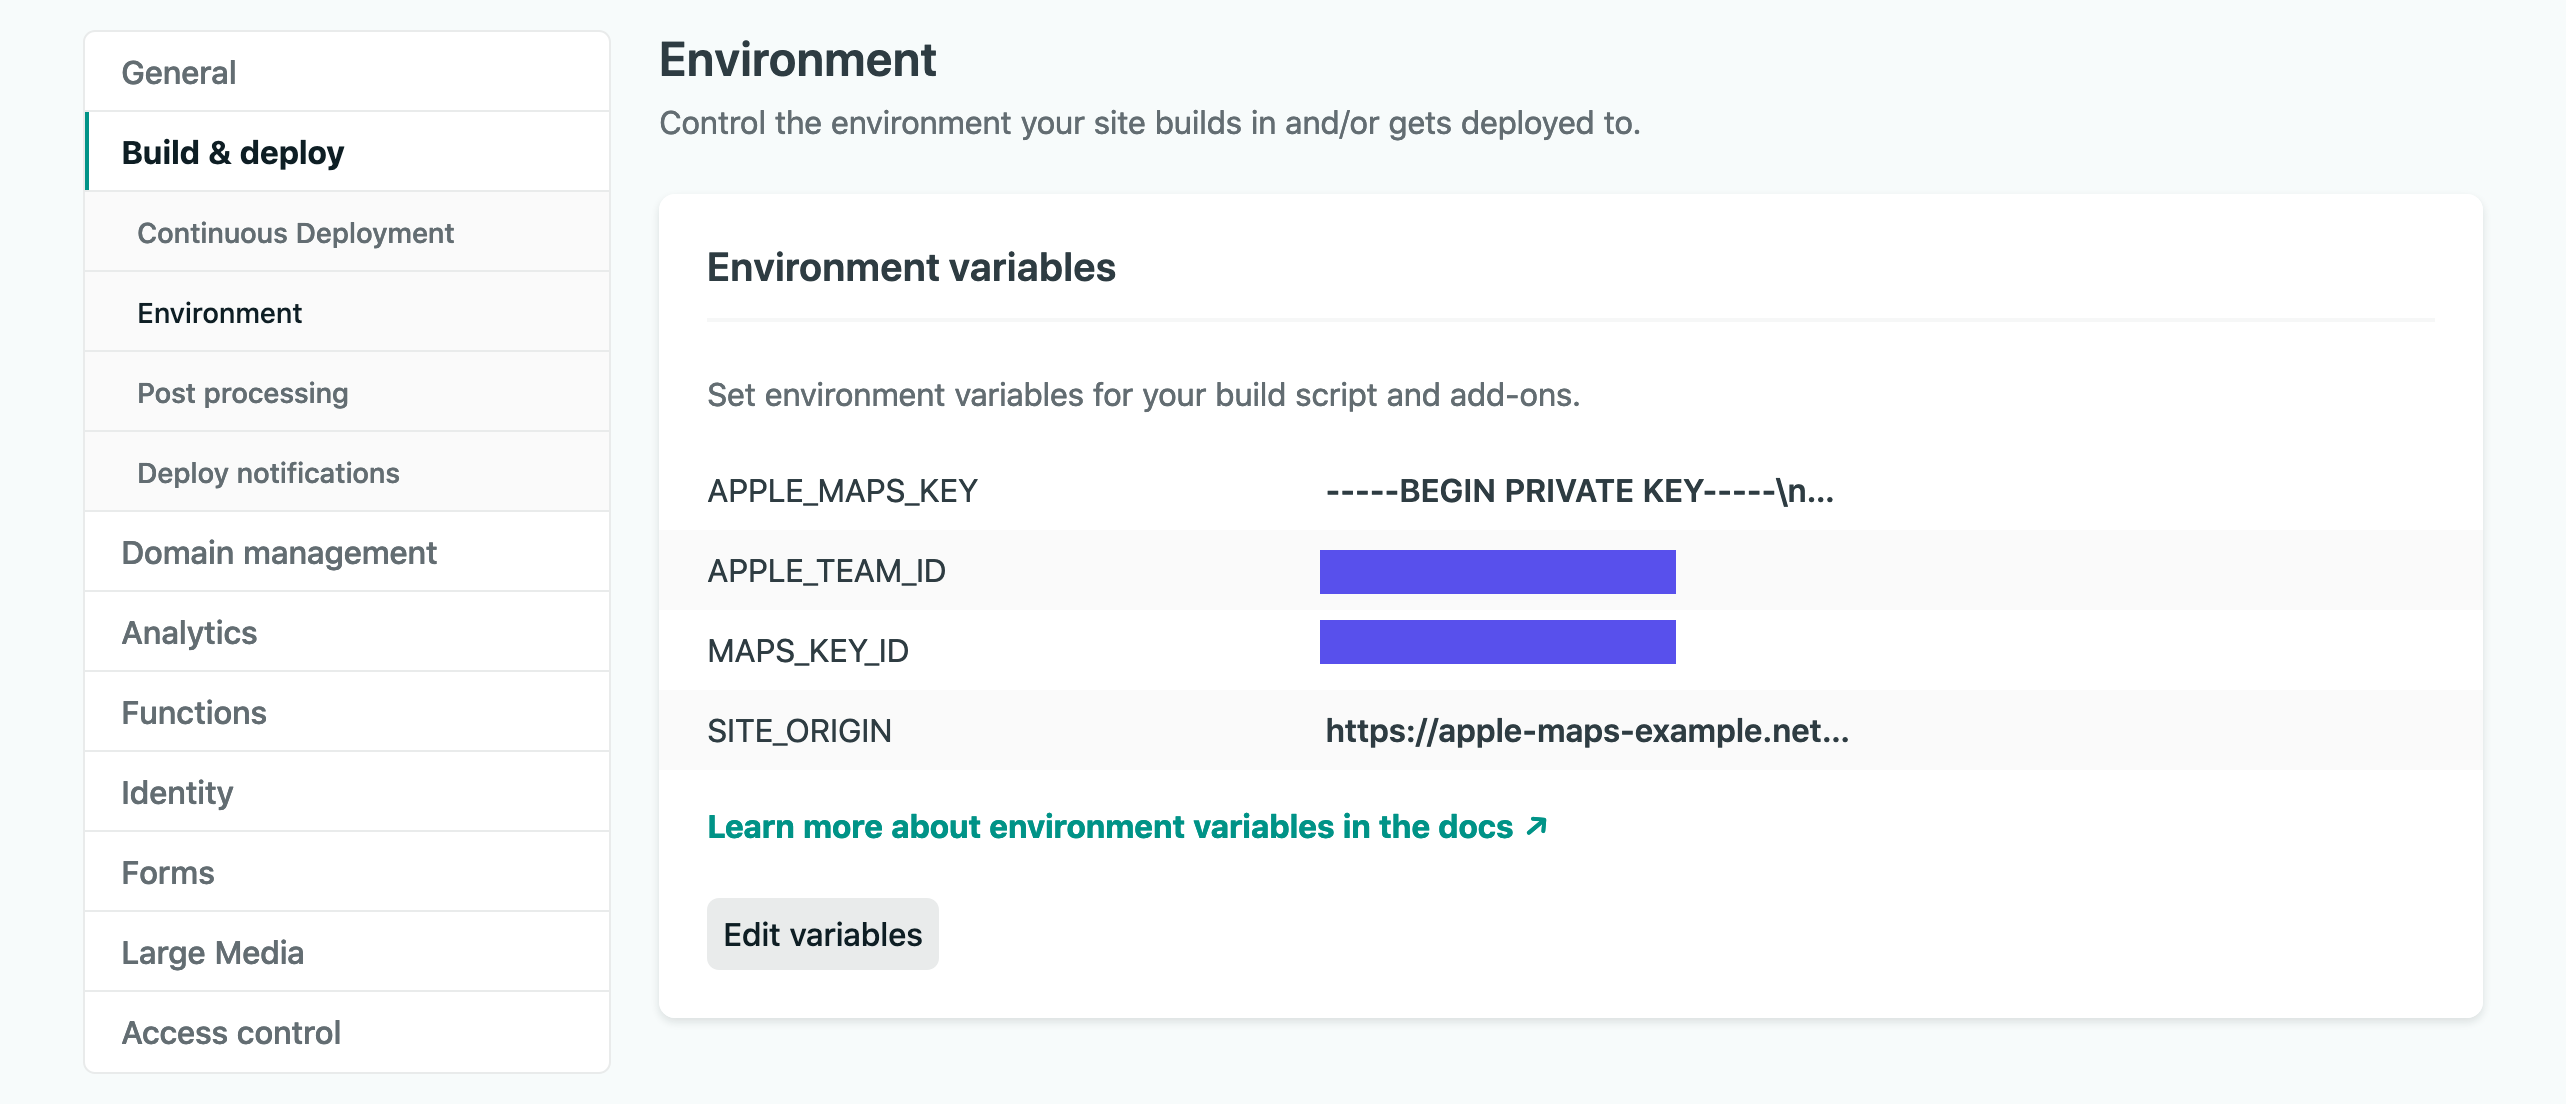 General
Build & deploy
Continuous Deployment
Environment
Post processing
Deploy notifications
Domain management
Analytics
Functions
Identity
Forms
Large Media
Access control
Environment
Control the environment your site builds in and/or gets deployed to.
Environment variables
Set environment variables for your build script and add-ons.
APPLE_MAPS_KEY -----BEGIN PRIVATE KEY-----\n...
APPLE_TEAM_ID
MAPS_KEY_ID
SITE_ORIGIN https://apple-maps-example.net...
Learn more about environment variables in the docs ↗
Edit variables